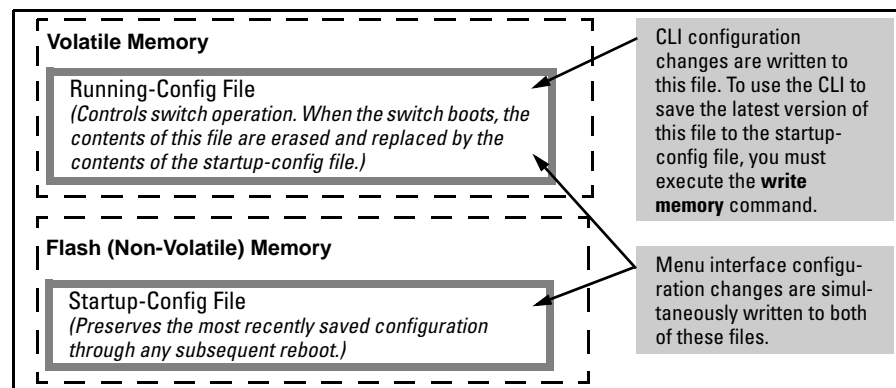 Volatile Memory
Running-Config File
(Controls switch operation. When the switch boots, the
contents of this file are erased and replaced by the
contents of the startup-config file.)
CLI configuration
changes are written to
this file. To use the CLI to
save the latest version of
this file to the startup-
config file, you must
execute the write
memory command.
Flash (Non-Volatile) Memory
Startup-Config File
(Preserves the most recently saved configuration
through any subsequent reboot.)
Menu interface configu-
ration changes are simul-
taneously written to both
of these files.